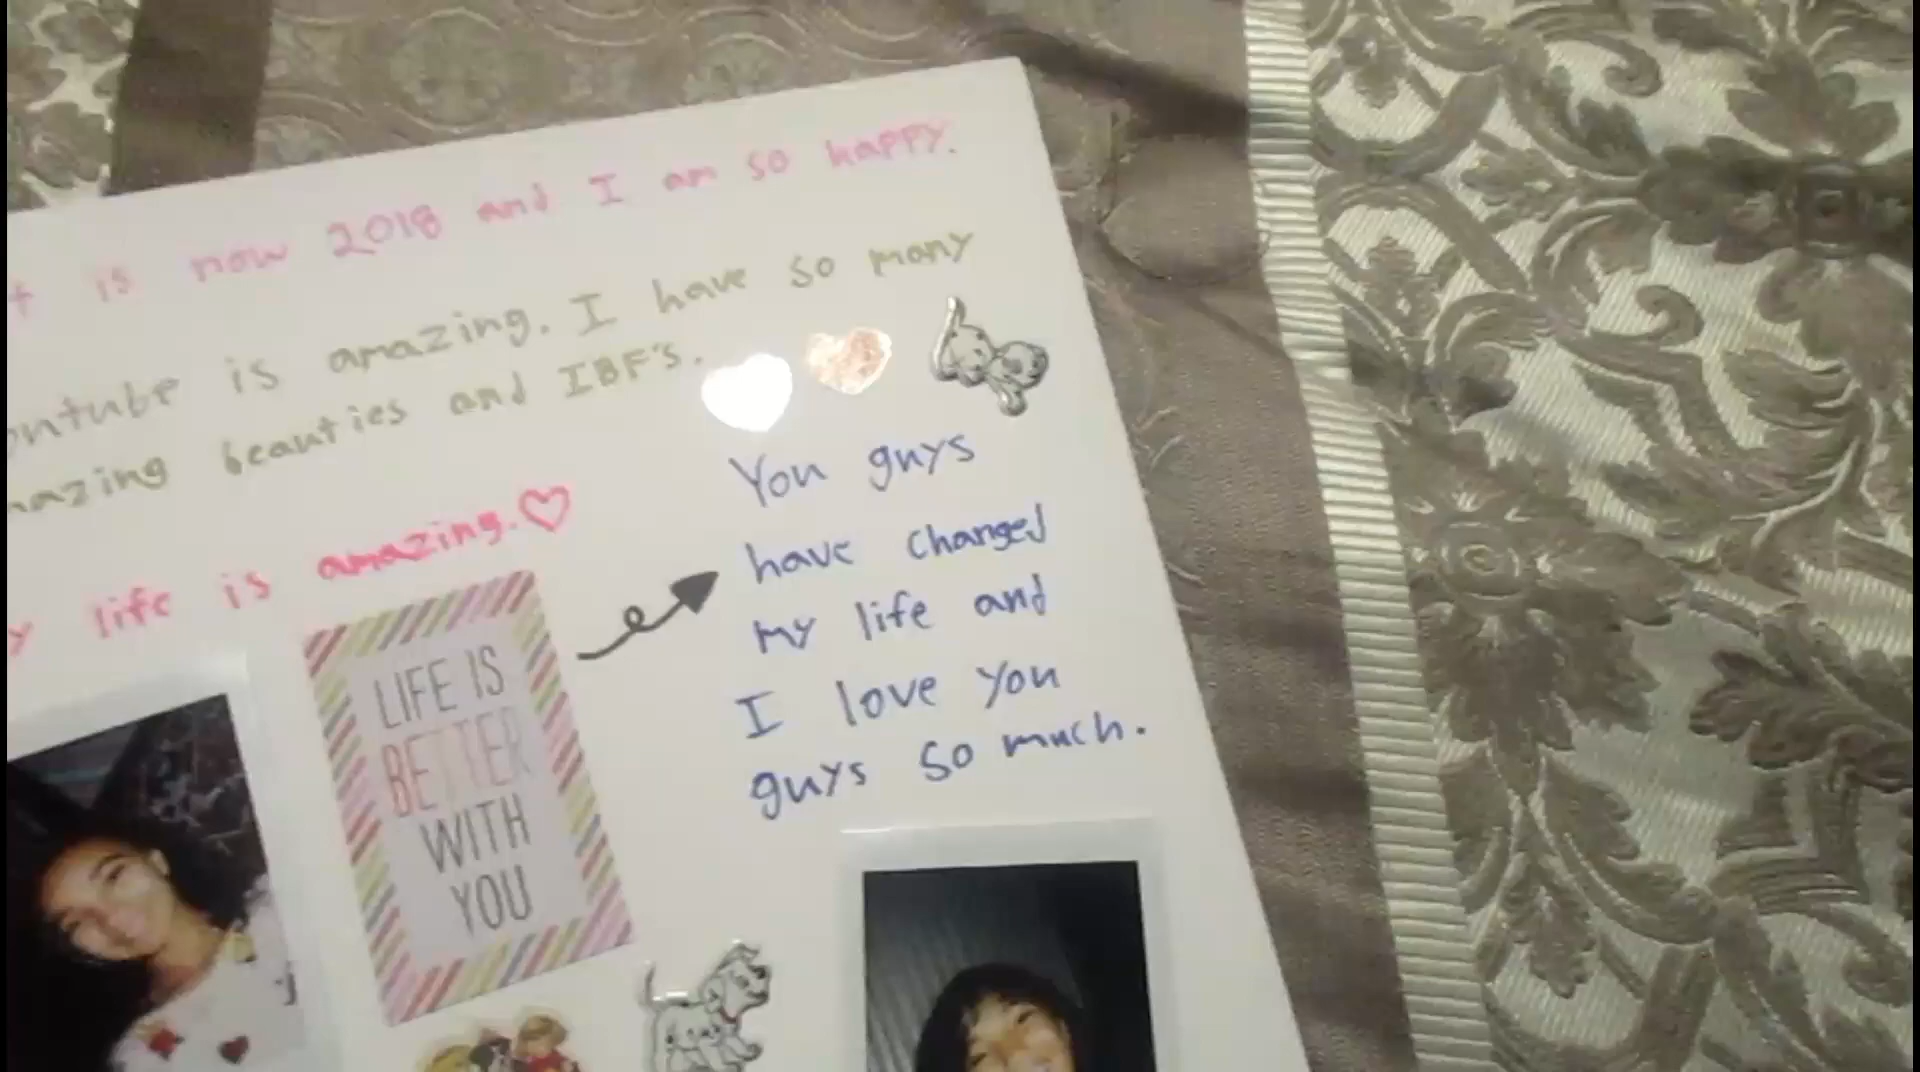 is now 2018 and I am so happy.
is amazing. I have so many
beauties and IBF's.
life is amazing.
You guys
have changed
my life and
I love you
guys so much.
LIFE IS
BETTER
WITH
YOU